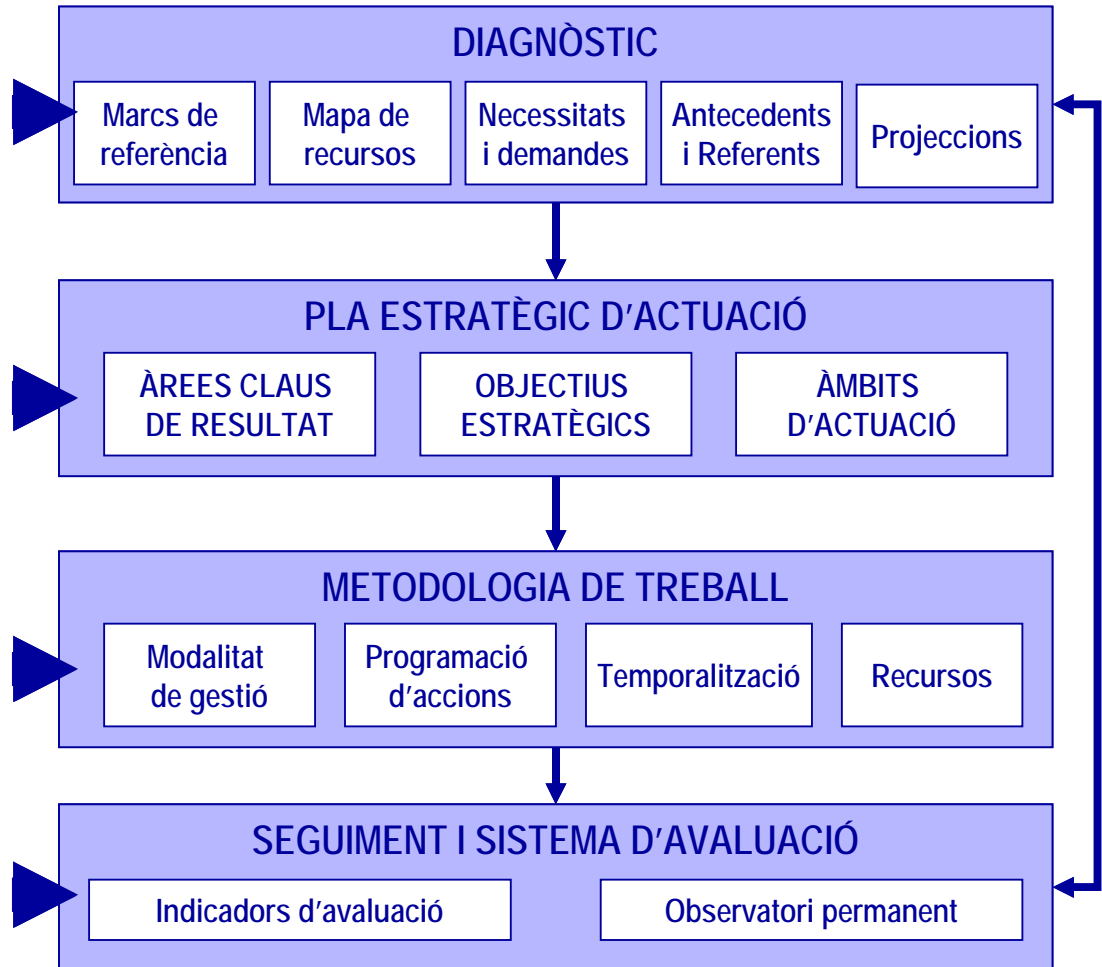 DIAGNÒSTIC
Marcs de
referència
Mapa de
recursos
Necessitats
i demandes
Antecedents
i Referents
Projeccions
PLA ESTRATÈGIC D’ACTUACIÓ
ÀREES CLAUS
DE RESULTAT
OBJECTIUS
ESTRATÈGICS
ÀMBITS
D’ACTUACIÓ
METODOLOGIA DE TREBALL
Modalitat
de gestió
Programació
d’accions
Temporalització
Recursos
SEGUIMENT I SISTEMA D’AVALUACIÓ
Indicadors d’avaluació
Observatori permanent